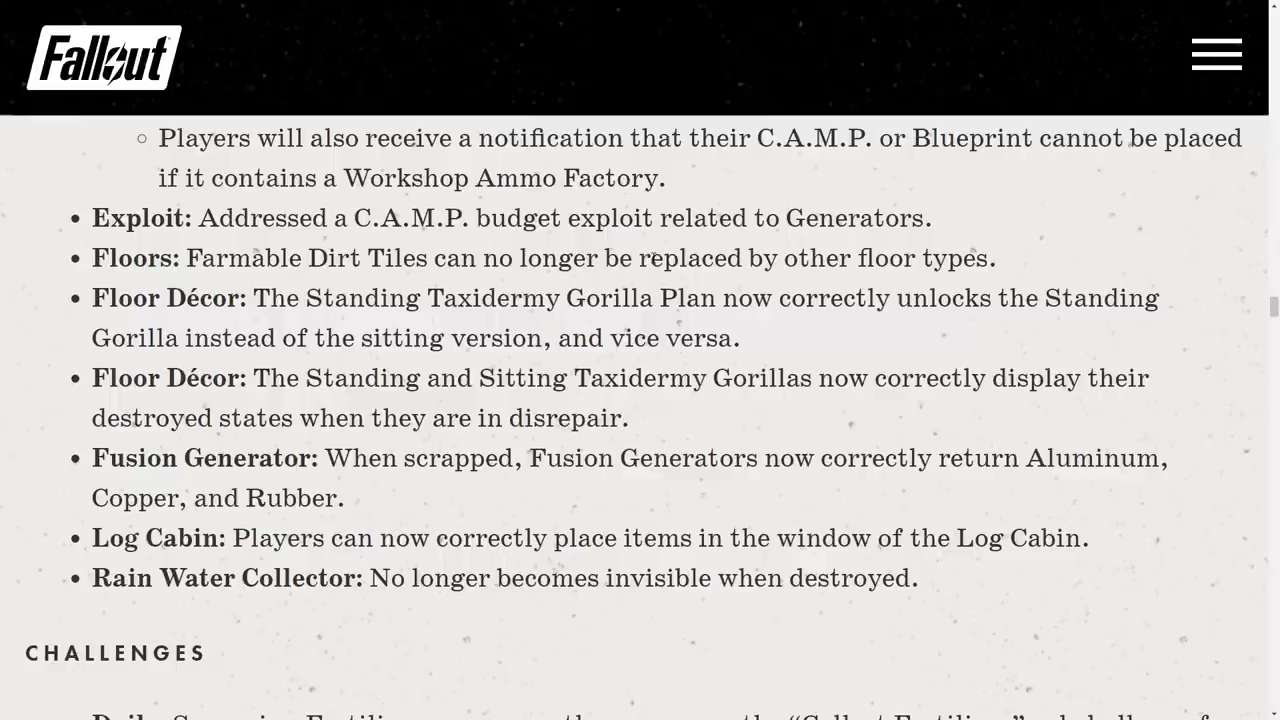 Fallout
Players will also receive a notification that their C.A.M.P. or Blueprint cannot be placed
if it contains a Workshop Ammo Factory.
Exploit: Addressed a C.A.M.P. budget exploit related to Generators.
Floors: Farmable Dirt Tiles can no longer be replaced by other floor types.
Floor Décor: The Standing Taxidermy Gorilla Plan now correctly unlocks the Standing
Gorilla instead of the sitting version, and vice versa.
Floor Décor: The Standing and Sitting Taxidermy Gorillas now correctly display their
destroyed states when they are in disrepair.
Fusion Generator: When scrapped, Fusion Generators now correctly return Aluminum,
Copper, and Rubber.
Log Cabin: Players can now correctly place items in the window of the Log Cabin.
Rain Water Collector: No longer becomes invisible when destroyed.
CHALLENGES